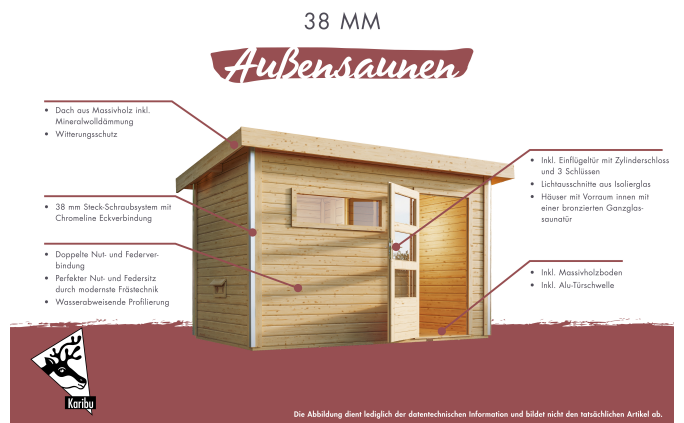 38 MM
Außensaunen
• Dach aus Massivholz inkl.
Mineralwolldämmung
• Witterungsschutz
• 38 mm Steck-Schraubsystem mit
Chromeline Eckverbindung
• Doppelte Nut- und Federver-
bindung
• Perfekter Nut- und Federsitz
durch modernste Frästechnik
• Wasserabweisende Profilierung
• Inkl. Einflügeltür mit Zylinderschloss
und 3 Schlüssen
• Lichtausschnitte aus Isolierglas
• Häuser mit Vorraum innen mit
einer bronzierten Ganzglas-
saunatür
• Inkl. Massivholzboden
• Inkl. Alu-Türschwelle
Karibu
Die Abbildung dient lediglich der datentechnischen Information und bildet nicht den tatsächlichen Artikel ab.